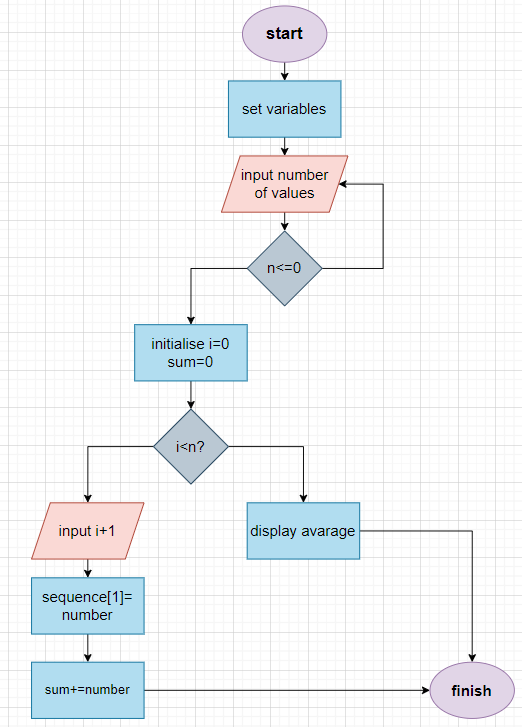 start
set variables
input number
of values
n<=0
initialise i=0
sum=0
i<n?
input i+1
display avarage
sequence[1]=
number
sum+=number
finish